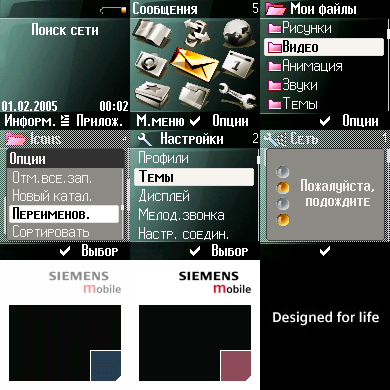 Поиск сети
01.02.2005 00:02
Информ. Прилож.
Сообщения 5
М.меню Опции
Мои файлы
Рисунки
Видео
Анимация
Звуки
Темы
Опции
Icons
Опции
Отм.все.зап.
Новый катал.
Переименов.
Сортировать
Выбор
Настройки 2
Профили
Темы
Дисплей
Мелод.звонка
Настр. соедин.
Выбор
Сеть
Пожалуйста,
подождите
SIEMENS
mobile
SIEMENS
mobile
Designed for life